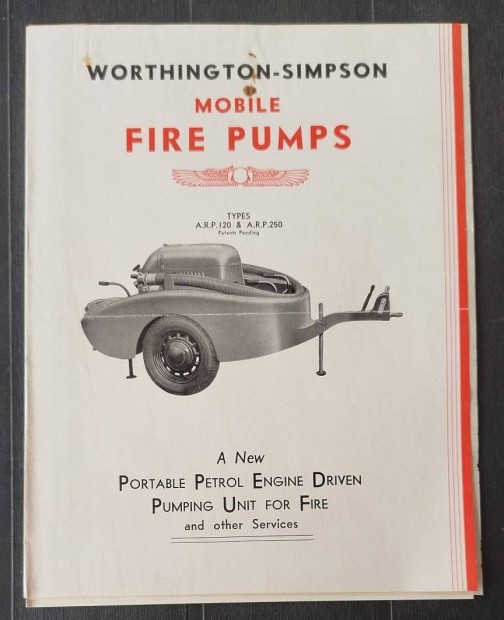 WORTHINGTON-SIMPSON
MOBILE
FIRE PUMPS
TYPES
A.R.P.120 & A.R.P.250
Patents Pending
A New
PORTABLE PETROL ENGINE DRIVEN
PUMPING UNIT FOR FIRE
and other Services